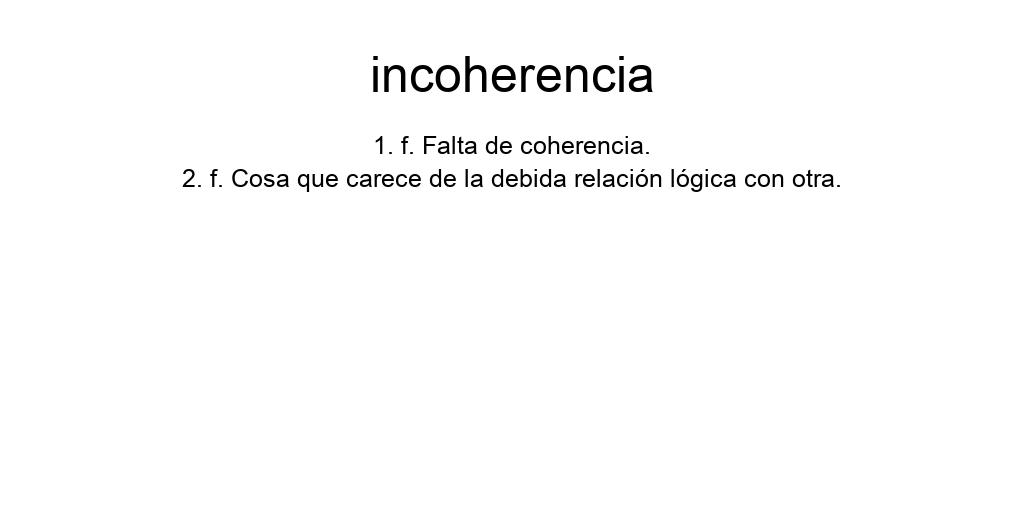 incoherencia
1. f. Falta de coherencia.
2. f. Cosa que carece de la debida relación lógica con otra.